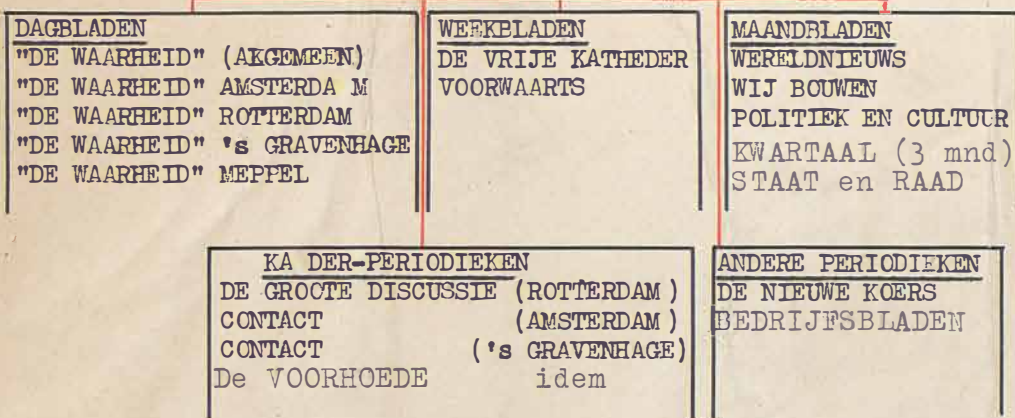 DAGBLADEN
"DE WAARHEID" (AKGEMEEN)
"DE WAARHEID" AMSTERDA M
"DE WAARHEID" ROTTERDAM
"DE WAARHEID" 's GRAVENHAGE
"DE WAARHEID" MEPPEL
WEEKBLADEN
DE VRIJE KATHEDER
VOORWAARTS
MAANDBLADEN
WERELDNIEUWS
WIJ BOUWEN
POLITIEK EN CULTUUR
KWARTAAL (3 mnd)
STAAT en RAAD
KA DER-PERIODIEKEN
DE GROOTE DISCUSSIE (ROTTERDAM )
CONTACT (AMSTERDAM )
CONTACT ('s GRAVENHAGE)
De VOORHOEDE idem
ANDERE PERIODIEKEN
DE NIEUWE KOERS
BEDRIJFSBLADEN